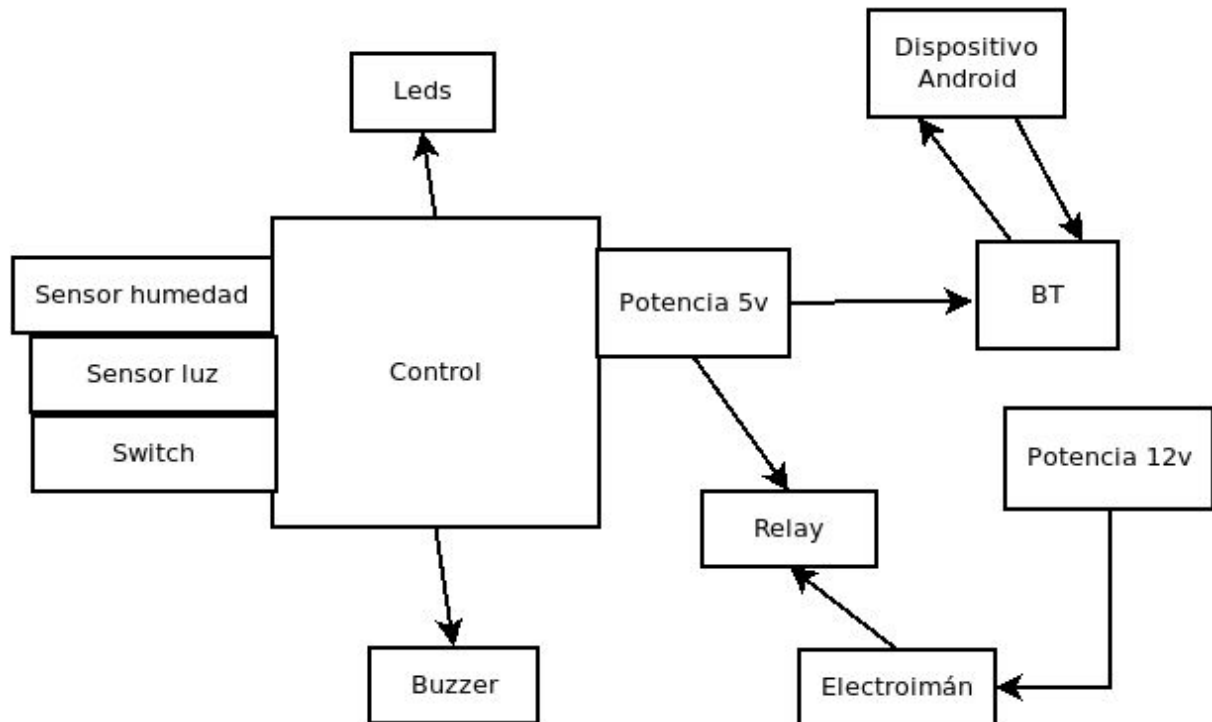 Dispositivo
Android
Leds
Sensor humedad
Potencia 5v
BT
Sensor luz
Control
Switch
Potencia 12v
Relay
Buzzer
Electroimán